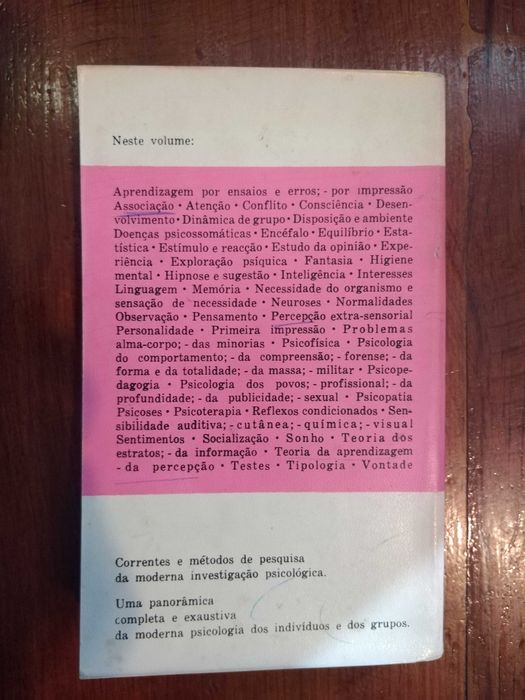 Neste volume:
Aprendizagem por ensaios e erros; - por impressão
Associação • Atenção • Conflito • Consciência • Desen-
volvimento • Dinâmica de grupo • Disposição e ambiente
Doenças psicossomáticas • Encéfalo • Equilíbrio • Esta-
tística • Estímulo e reacção • Estudo da opinião • Expe-
riência • Exploração psíquica • Fantasia • Higiene
mental • Hipnose e sugestão • Inteligência • Interesses
Linguagem • Memória • Necessidade do organismo e
sensação de necessidade • Neuroses • Normalidades
Observação • Pensamento • Percepção extra-sensorial
Personalidade • Primeira impressão • Problemas
alma-corpo; - das minorias • Psicofísica • Psicologia
do comportamento; - da compreensão; - forense; - da
forma e da totalidade; - da massa; - militar • Psicope-
dagogia • Psicologia dos povos; - profissional; - da
profundidade; - da publicidade; - sexual • Psicopatia
Psicoses • Psicoterapia • Reflexos condicionados • Sen-
sibilidade auditiva; - cutânea; - química; - visual
Sentimentos • Socialização • Sonho • Teoria dos
estratos; - da informação • Teoria da aprendizagem
- da percepção • Testes • Tipologia • Vontade
Correntes e métodos de pesquisa
da moderna investigação psicológica.
Uma panorâmica
completa e exaustiva
da moderna psicologia dos indivíduos e dos grupos.